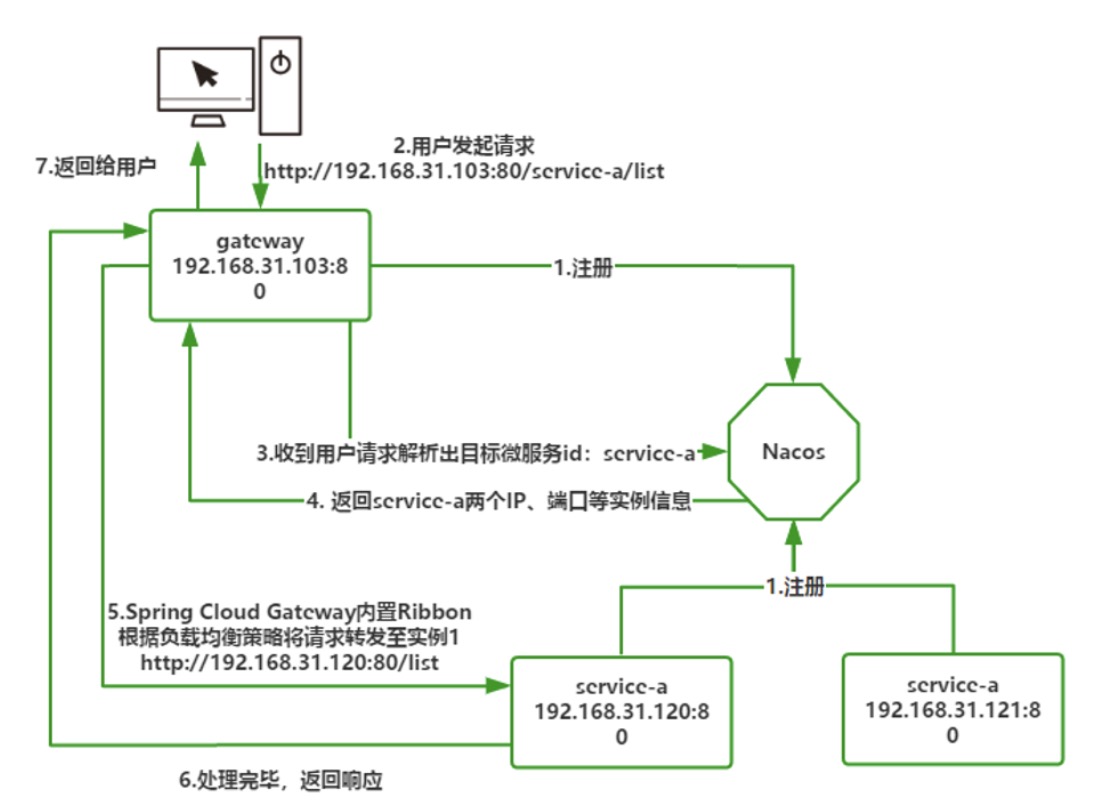 2.用户发起请求
http://192.168.31.103:80/service-a/list
7.返回给用户
gateway
192.168.31.103:8
0
1.注册
3.收到用户请求解析出目标微服务id：service-a
Nacos
4. 返回service-a两个IP、端口等实例信息
1.注册
5.Spring Cloud Gateway内置Ribbon
根据负载均衡策略将请求转发至实例1
http://192.168.31.120:80/list
service-a
192.168.31.120:8
0
service-a
192.168.31.121:8
0
6.处理完毕，返回响应